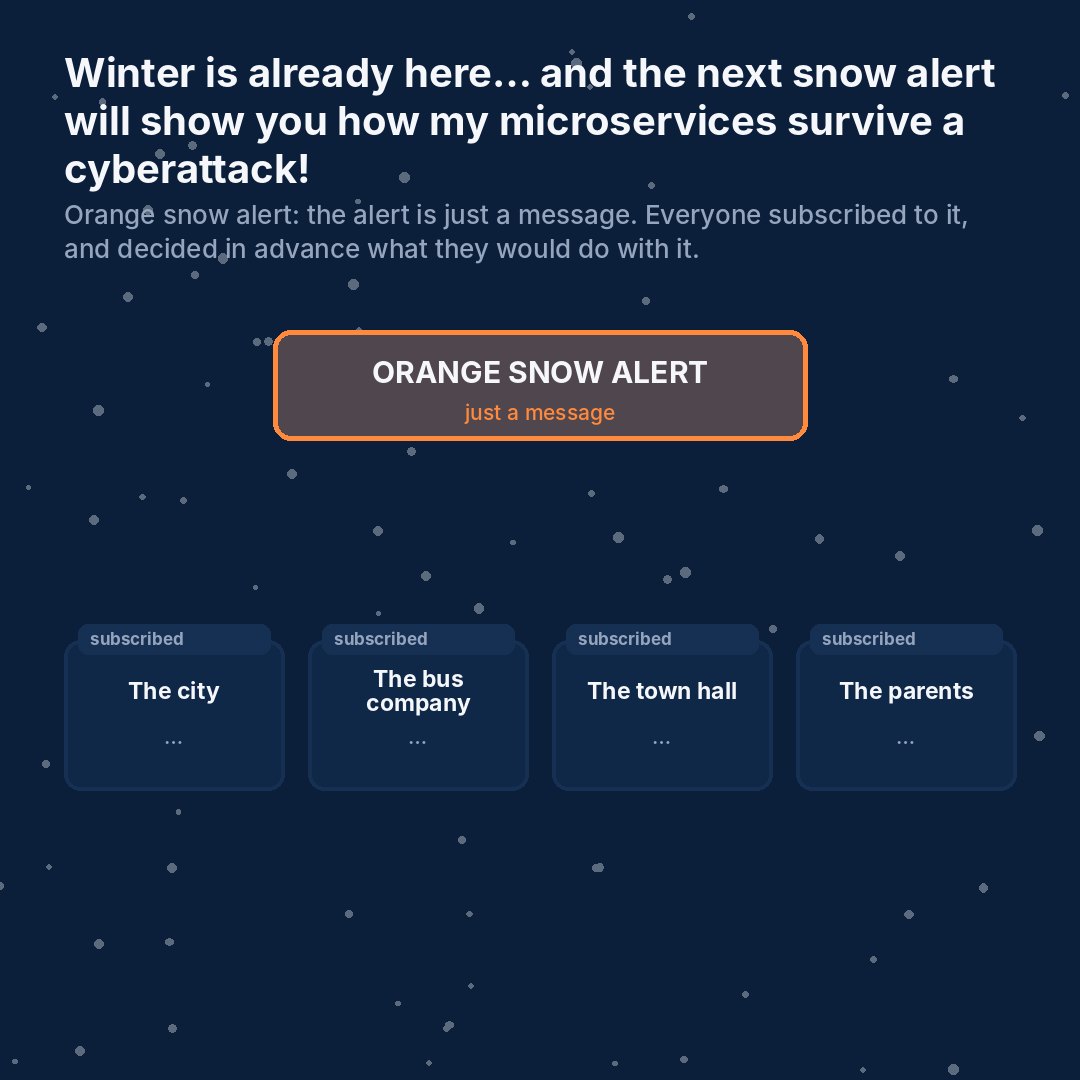 Winter is already here... and the next snow alert
will show you how my microservices survive a
cyberattack!
Orange snow alert: the alert is just a message. Everyone subscribed to it,
and decided in advance what they would do with it.
ORANGE SNOW ALERT
just a message
subscribed
The city
...
subscribed
The bus
company
...
subscribed
The town hall
...
subscribed
The parents
...